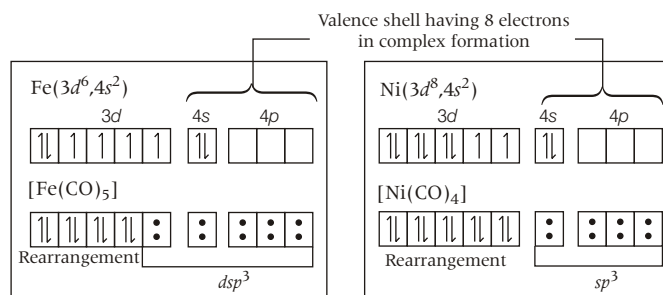 Valence shell having 8 electrons
in complex formation
Fe(3d⁶,4s²)
3d 4s 4p
[Fe(CO)₅]
Rearrangement
dsp³
Ni(3d⁸,4s²)
3d 4s 4p
[Ni(CO)₄]
Rearrangement
sp³